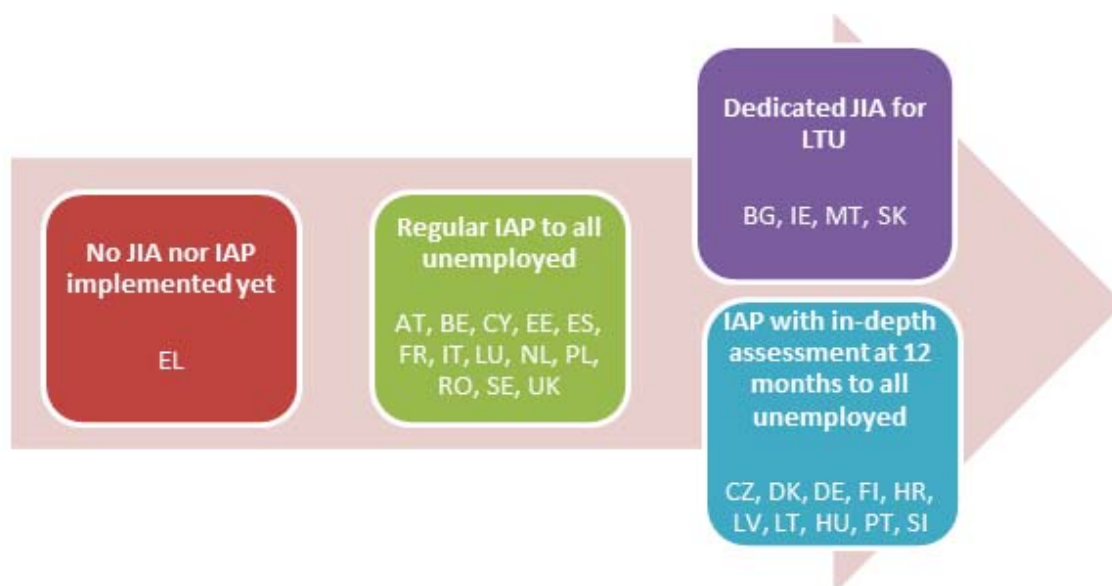 No JIA nor IAP
implemented yet
EL
Regular IAP to all
unemployed
AT, BE, CY, EE, ES,
FR, IT, LU, NL, PL,
RO, SE, UK
Dedicated JIA for
LTU
BG, IE, MT, SK
IAP with in-depth
assessment at 12
months to all
unemployed
CZ, DK, DE, FI, HR,
LV, LT, HU, PT, SI